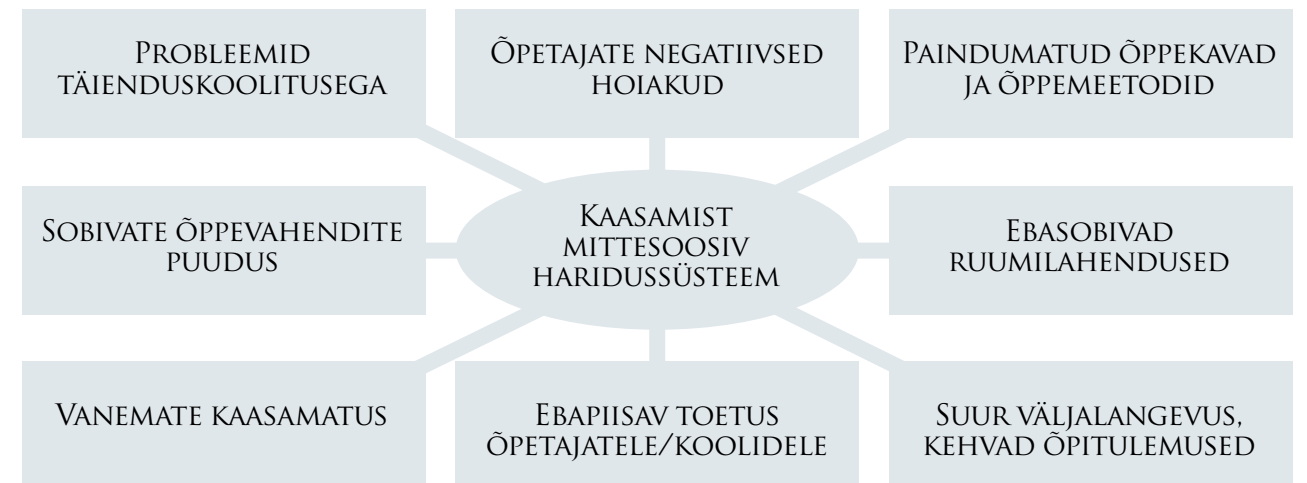 Probleemid
täienduskoolitusega
Õpetajate negatiivsed
hoiakud
Paindumatud õppekavad
ja õppemeetodid
Sobivate õppevahendite
puudus
Kaasamist
mittesoosiv
haridussüsteem
Ebasobivad
ruumilahendused
Vanemate kaasamatus
Ebapiisav toetus
õpetajatele/koolidele
Suur väljalangevus,
kehvad õpitulemused